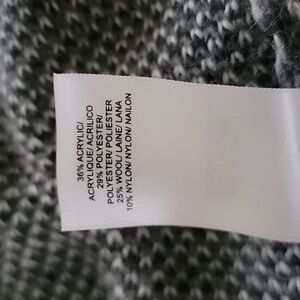 36% ACRYLIC/
ACRYLIQUE/ ACRILICO
29% POLYESTER/
POLYESTER/ POLIESTER
25% WOOL/ LAINE/ LANA
10% NYLON/ NYLON/ NAILON